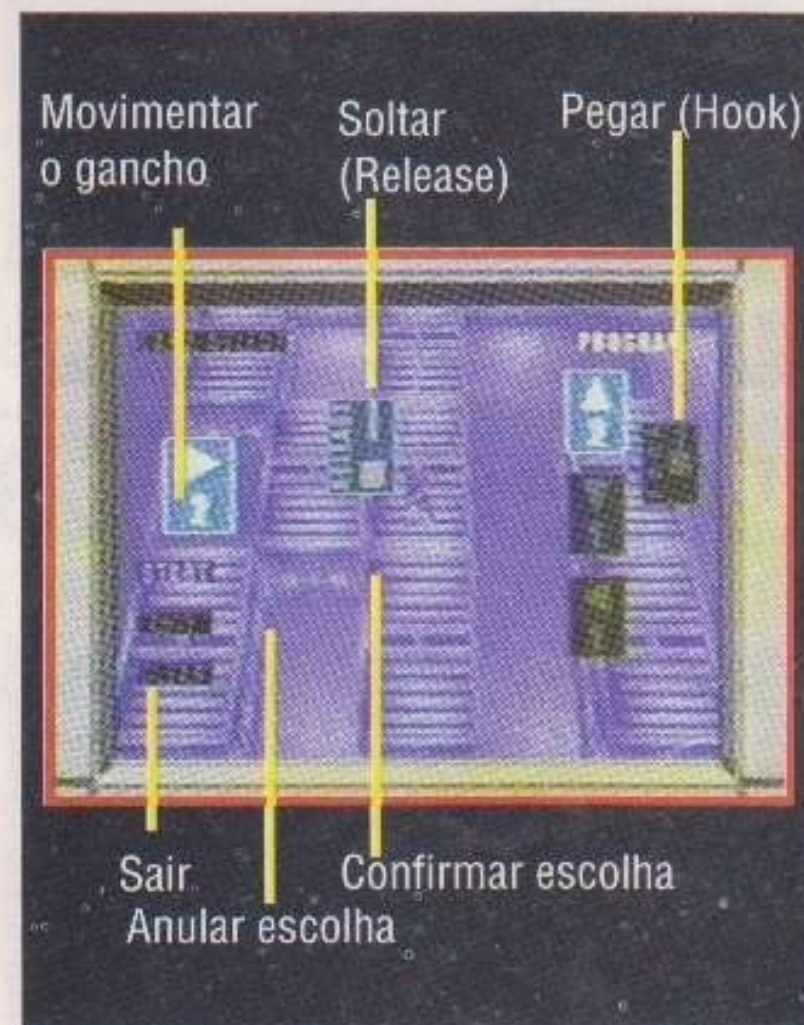 Movimentar
o gancho
Soltar
(Release)
Pegar (Hook)
PROGRAM
Sair
Anular escolha
Confirmar escolha